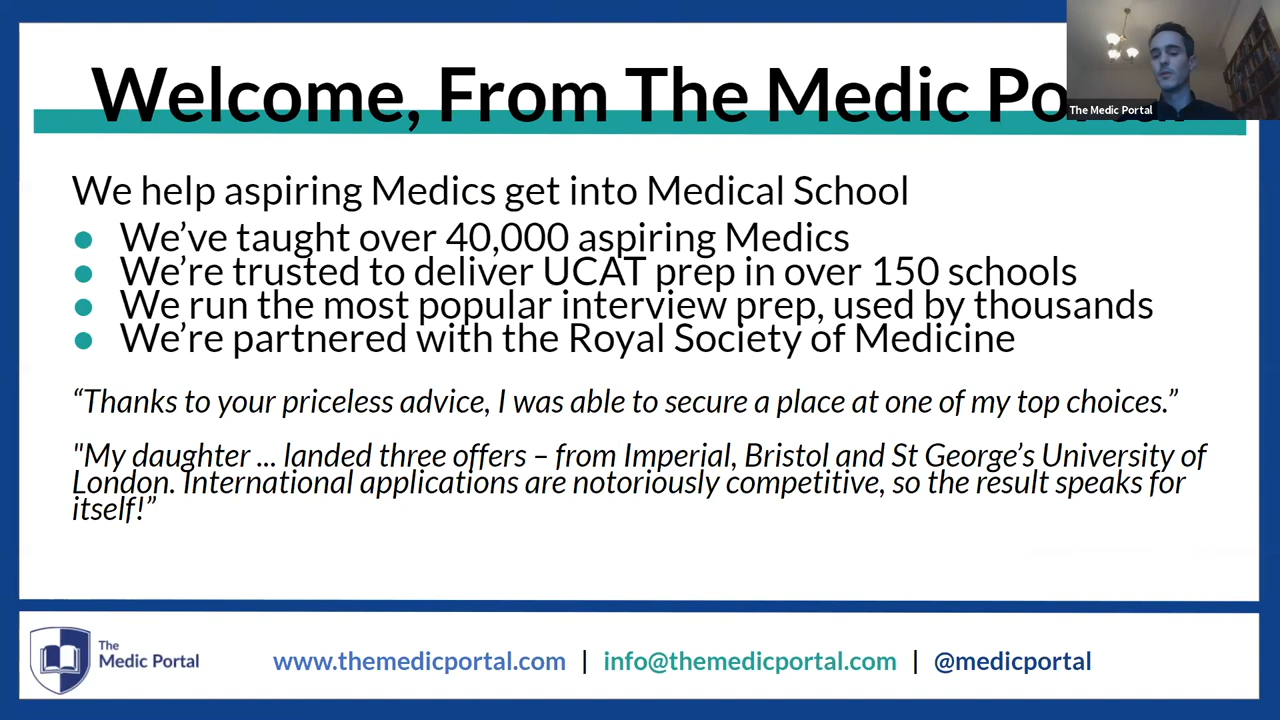 Welcome, From The Medic
The Medic Portal
We help aspiring Medics get into Medical School
● We’ve taught over 40,000 aspiring Medics
● We’re trusted to deliver UCAT prep in over 150 schools
● We run the most popular interview prep, used by thousands
● We’re partnered with the Royal Society of Medicine
“Thanks to your priceless advice, I was able to secure a place at one of my top choices.”
"My daughter ... landed three offers – from Imperial, Bristol and St George’s University of
London. International applications are notoriously competitive, so the result speaks for
itself!”
The
Medic Portal
www.themedicportal.com | info@themedicportal.com | @medicportal